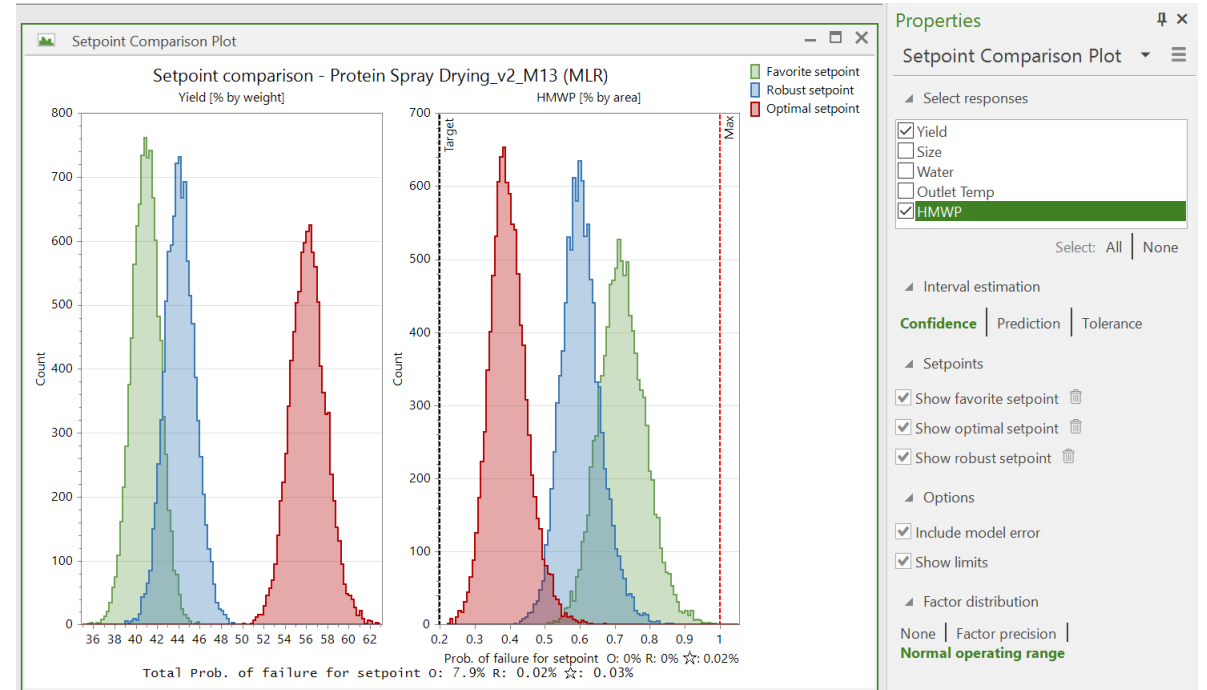 Setpoint Comparison Plot
Setpoint comparison - Protein Spray Drying_v2_M13 (MLR)
Yield [% by weight]
HMWP [% by area]
Favorite setpoint
Robust setpoint
Optimal setpoint
Count
800
700
600
500
400
300
200
100
0
36 38 40 42 44 46 48 50 52 54 56 58 60 62
Count
700
600
500
400
300
200
100
0
Target
Max
0.2 0.3 0.4 0.5 0.6 0.7 0.8 0.9 1
Prob. of failure for setpoint O: 0% R: 0% ☆: 0.02%
Total Prob. of failure for setpoint O: 7.9% R: 0.02% ☆: 0.03%
Properties
Setpoint Comparison Plot
Select responses
Yield
Size
Water
Outlet Temp
HMWP
Select: All | None
Interval estimation
Confidence | Prediction | Tolerance
Setpoints
Show favorite setpoint
Show optimal setpoint
Show robust setpoint
Options
Include model error
Show limits
Factor distribution
None | Factor precision |
Normal operating range